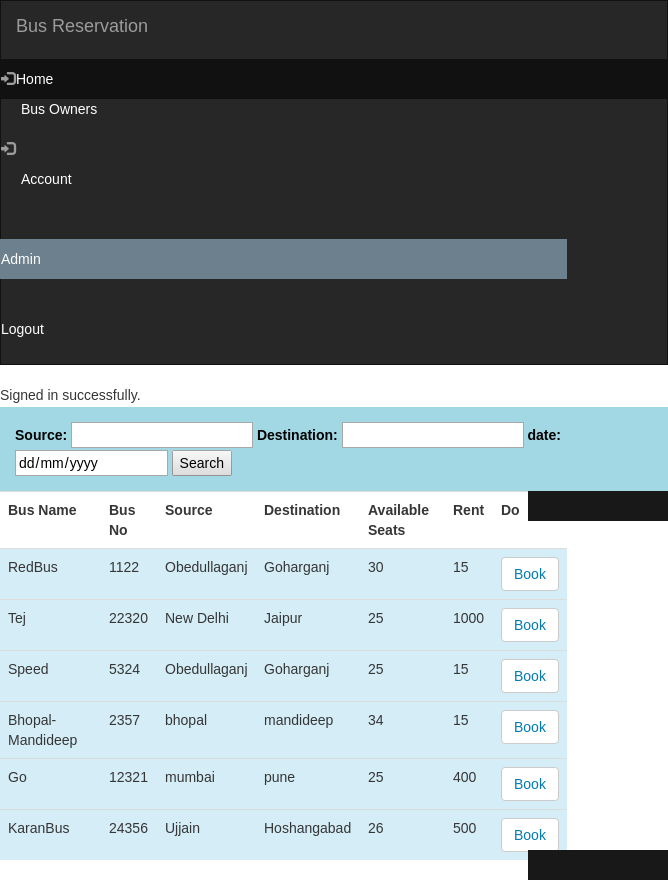 Bus Reservation
Home
Bus Owners
Account
Admin
Logout
Signed in successfully.
Source: Destination: date:
dd/mm/yyyy Search
Bus Name Bus No Source Destination Available Seats Rent Do
RedBus 1122 Obedullaganj Goharganj 30 15 Book
Tej 22320 New Delhi Jaipur 25 1000 Book
Speed 5324 Obedullaganj Goharganj 25 15 Book
Bhopal-Mandideep 2357 bhopal mandideep 34 15 Book
Go 12321 mumbai pune 25 400 Book
KaranBus 24356 Ujjain Hoshangabad 26 500 Book